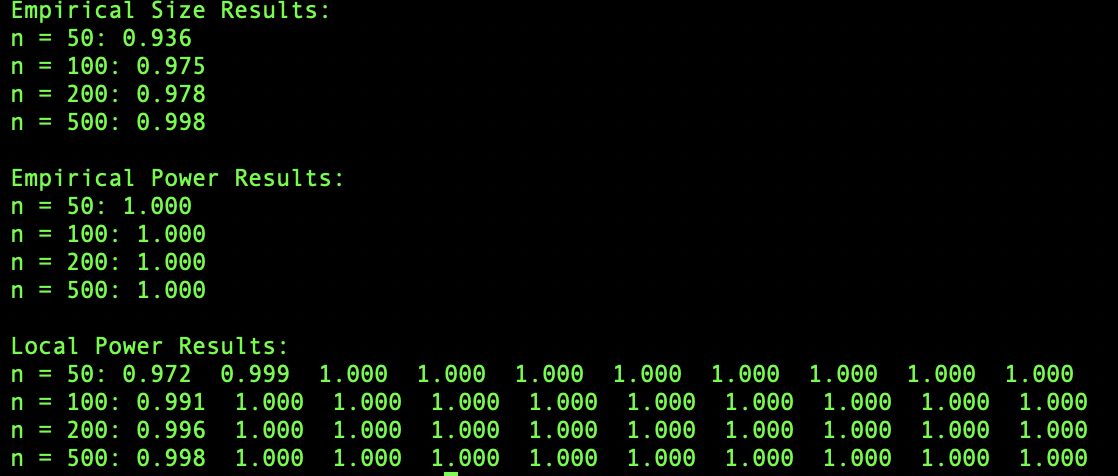 Empirical Size Results:
n = 50: 0.936
n = 100: 0.975
n = 200: 0.978
n = 500: 0.998
Empirical Power Results:
n = 50: 1.000
n = 100: 1.000
n = 200: 1.000
n = 500: 1.000
Local Power Results:
n = 50: 0.972  0.999  1.000  1.000  1.000  1.000  1.000  1.000  1.000  1.000
n = 100: 0.991  1.000  1.000  1.000  1.000  1.000  1.000  1.000  1.000  1.000
n = 200: 0.996  1.000  1.000  1.000  1.000  1.000  1.000  1.000  1.000  1.000
n = 500: 0.998  1.000  1.000  1.000  1.000  1.000  1.000  1.000  1.000  1.000